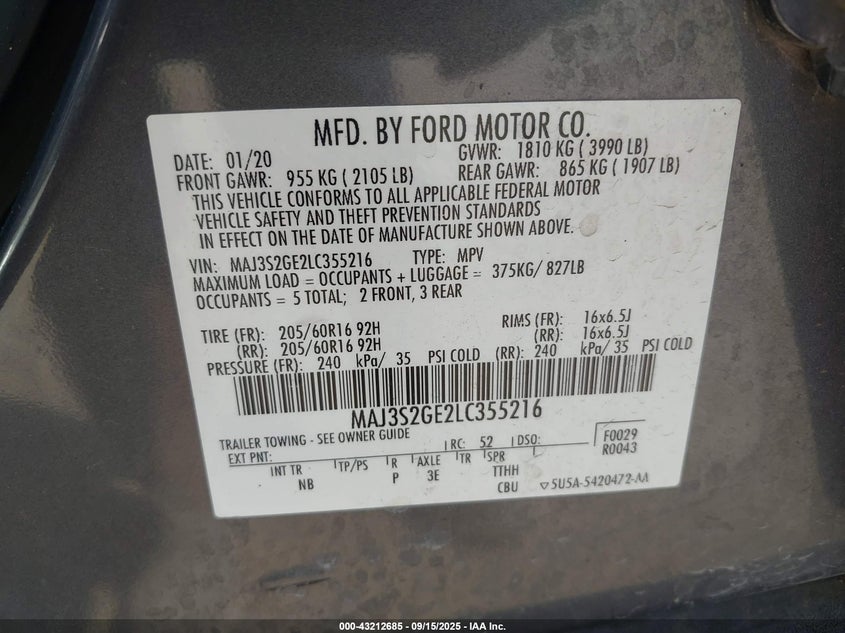 MFD. BY FORD MOTOR CO.
DATE: 01/20 GVWR: 1810 KG ( 3990 LB)
FRONT GAWR: 955 KG ( 2105 LB) REAR GAWR: 865 KG ( 1907 LB)
THIS VEHICLE CONFORMS TO ALL APPLICABLE FEDERAL MOTOR
VEHICLE SAFETY AND THEFT PREVENTION STANDARDS
IN EFFECT ON THE DATE OF MANUFACTURE SHOWN ABOVE.
VIN: MAJ3S2GE2LC355216 TYPE: MPV
MAXIMUM LOAD = OCCUPANTS + LUGGAGE = 375KG/ 827LB
OCCUPANTS = 5 TOTAL; 2 FRONT, 3 REAR
TIRE (FR): 205/60R16 92H RIMS (FR): 16x6.5J
(RR): 205/60R16 92H (RR): 16x6.5J
PRESSURE (FR): 240 kPa/ 35 PSI COLD (RR): 240 kPa/ 35 PSI COLD
MAJ3S2GE2LC355216
TRAILER TOWING - SEE OWNER GUIDE
EXT PNT: RC: 52 DSO: F0029
R0043
INT TR TP/PS R AXLE TR SPR
NB P 3E TTHH
CBU 5U5A-5420472-AA
000-43212685 - 09/15/2025 - IAA Inc.